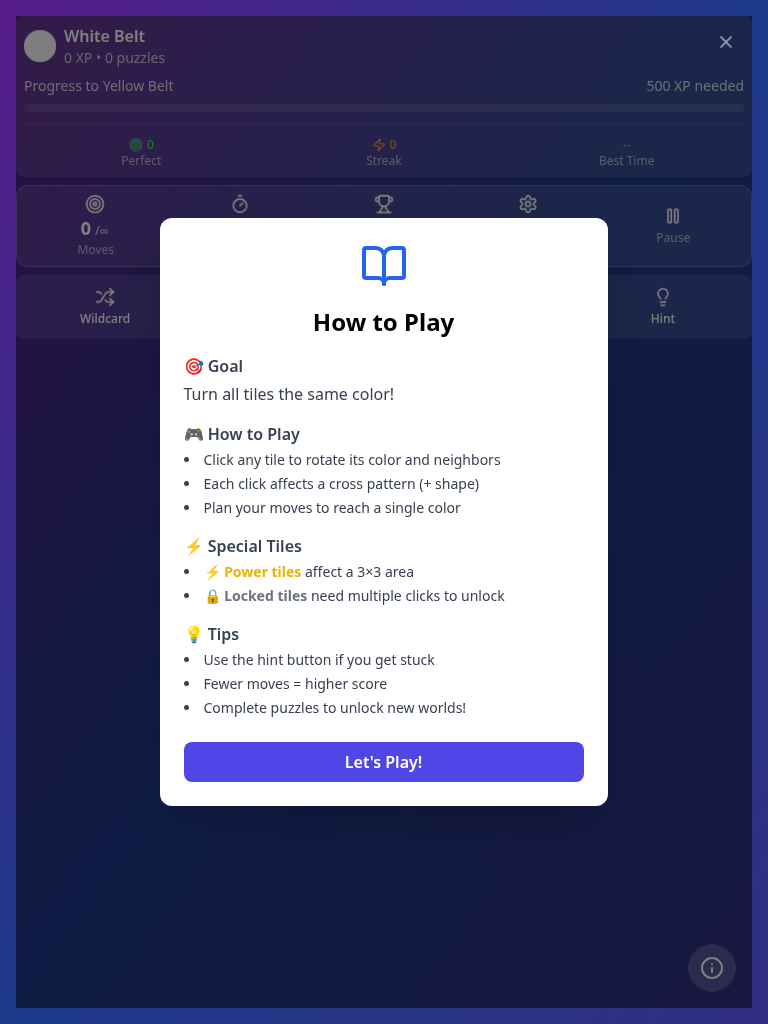 White Belt
0 XP • 0 puzzles
Progress to Yellow Belt
500 XP needed
0
Perfect
0
Streak
--
Best Time
0 /∞
Moves
Pause
Wildcard
Hint
How to Play
🎯 Goal
Turn all tiles the same color!
🎮 How to Play
• Click any tile to rotate its color and neighbors
• Each click affects a cross pattern (+ shape)
• Plan your moves to reach a single color
⚡ Special Tiles
• ⚡ Power tiles affect a 3×3 area
• 🔒 Locked tiles need multiple clicks to unlock
💡 Tips
• Use the hint button if you get stuck
• Fewer moves = higher score
• Complete puzzles to unlock new worlds!
Let's Play!